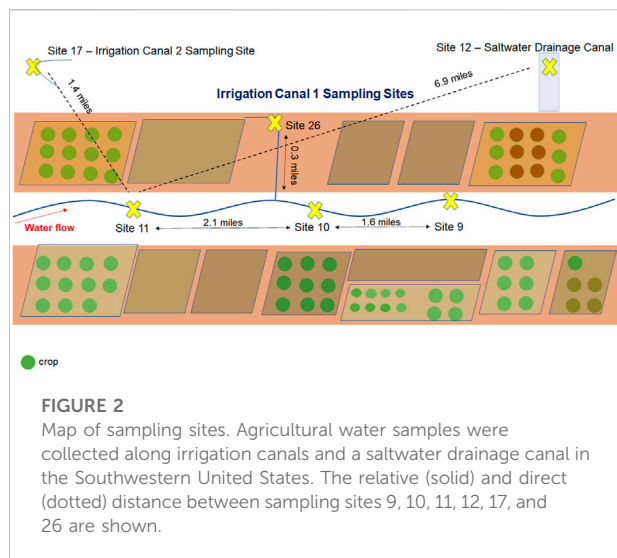 Site 17 – Irrigation Canal 2 Sampling Site
Site 12 – Saltwater Drainage Canal
1.4 miles
6.9 miles
Irrigation Canal 1 Sampling Sites
Site 26
0.3 miles
Water flow
Site 11
2.1 miles
Site 10
1.6 miles
Site 9
crop
FIGURE 2
Map of sampling sites. Agricultural water samples were
collected along irrigation canals and a saltwater drainage canal in
the Southwestern United States. The relative (solid) and direct
(dotted) distance between sampling sites 9, 10, 11, 12, 17, and
26 are shown.